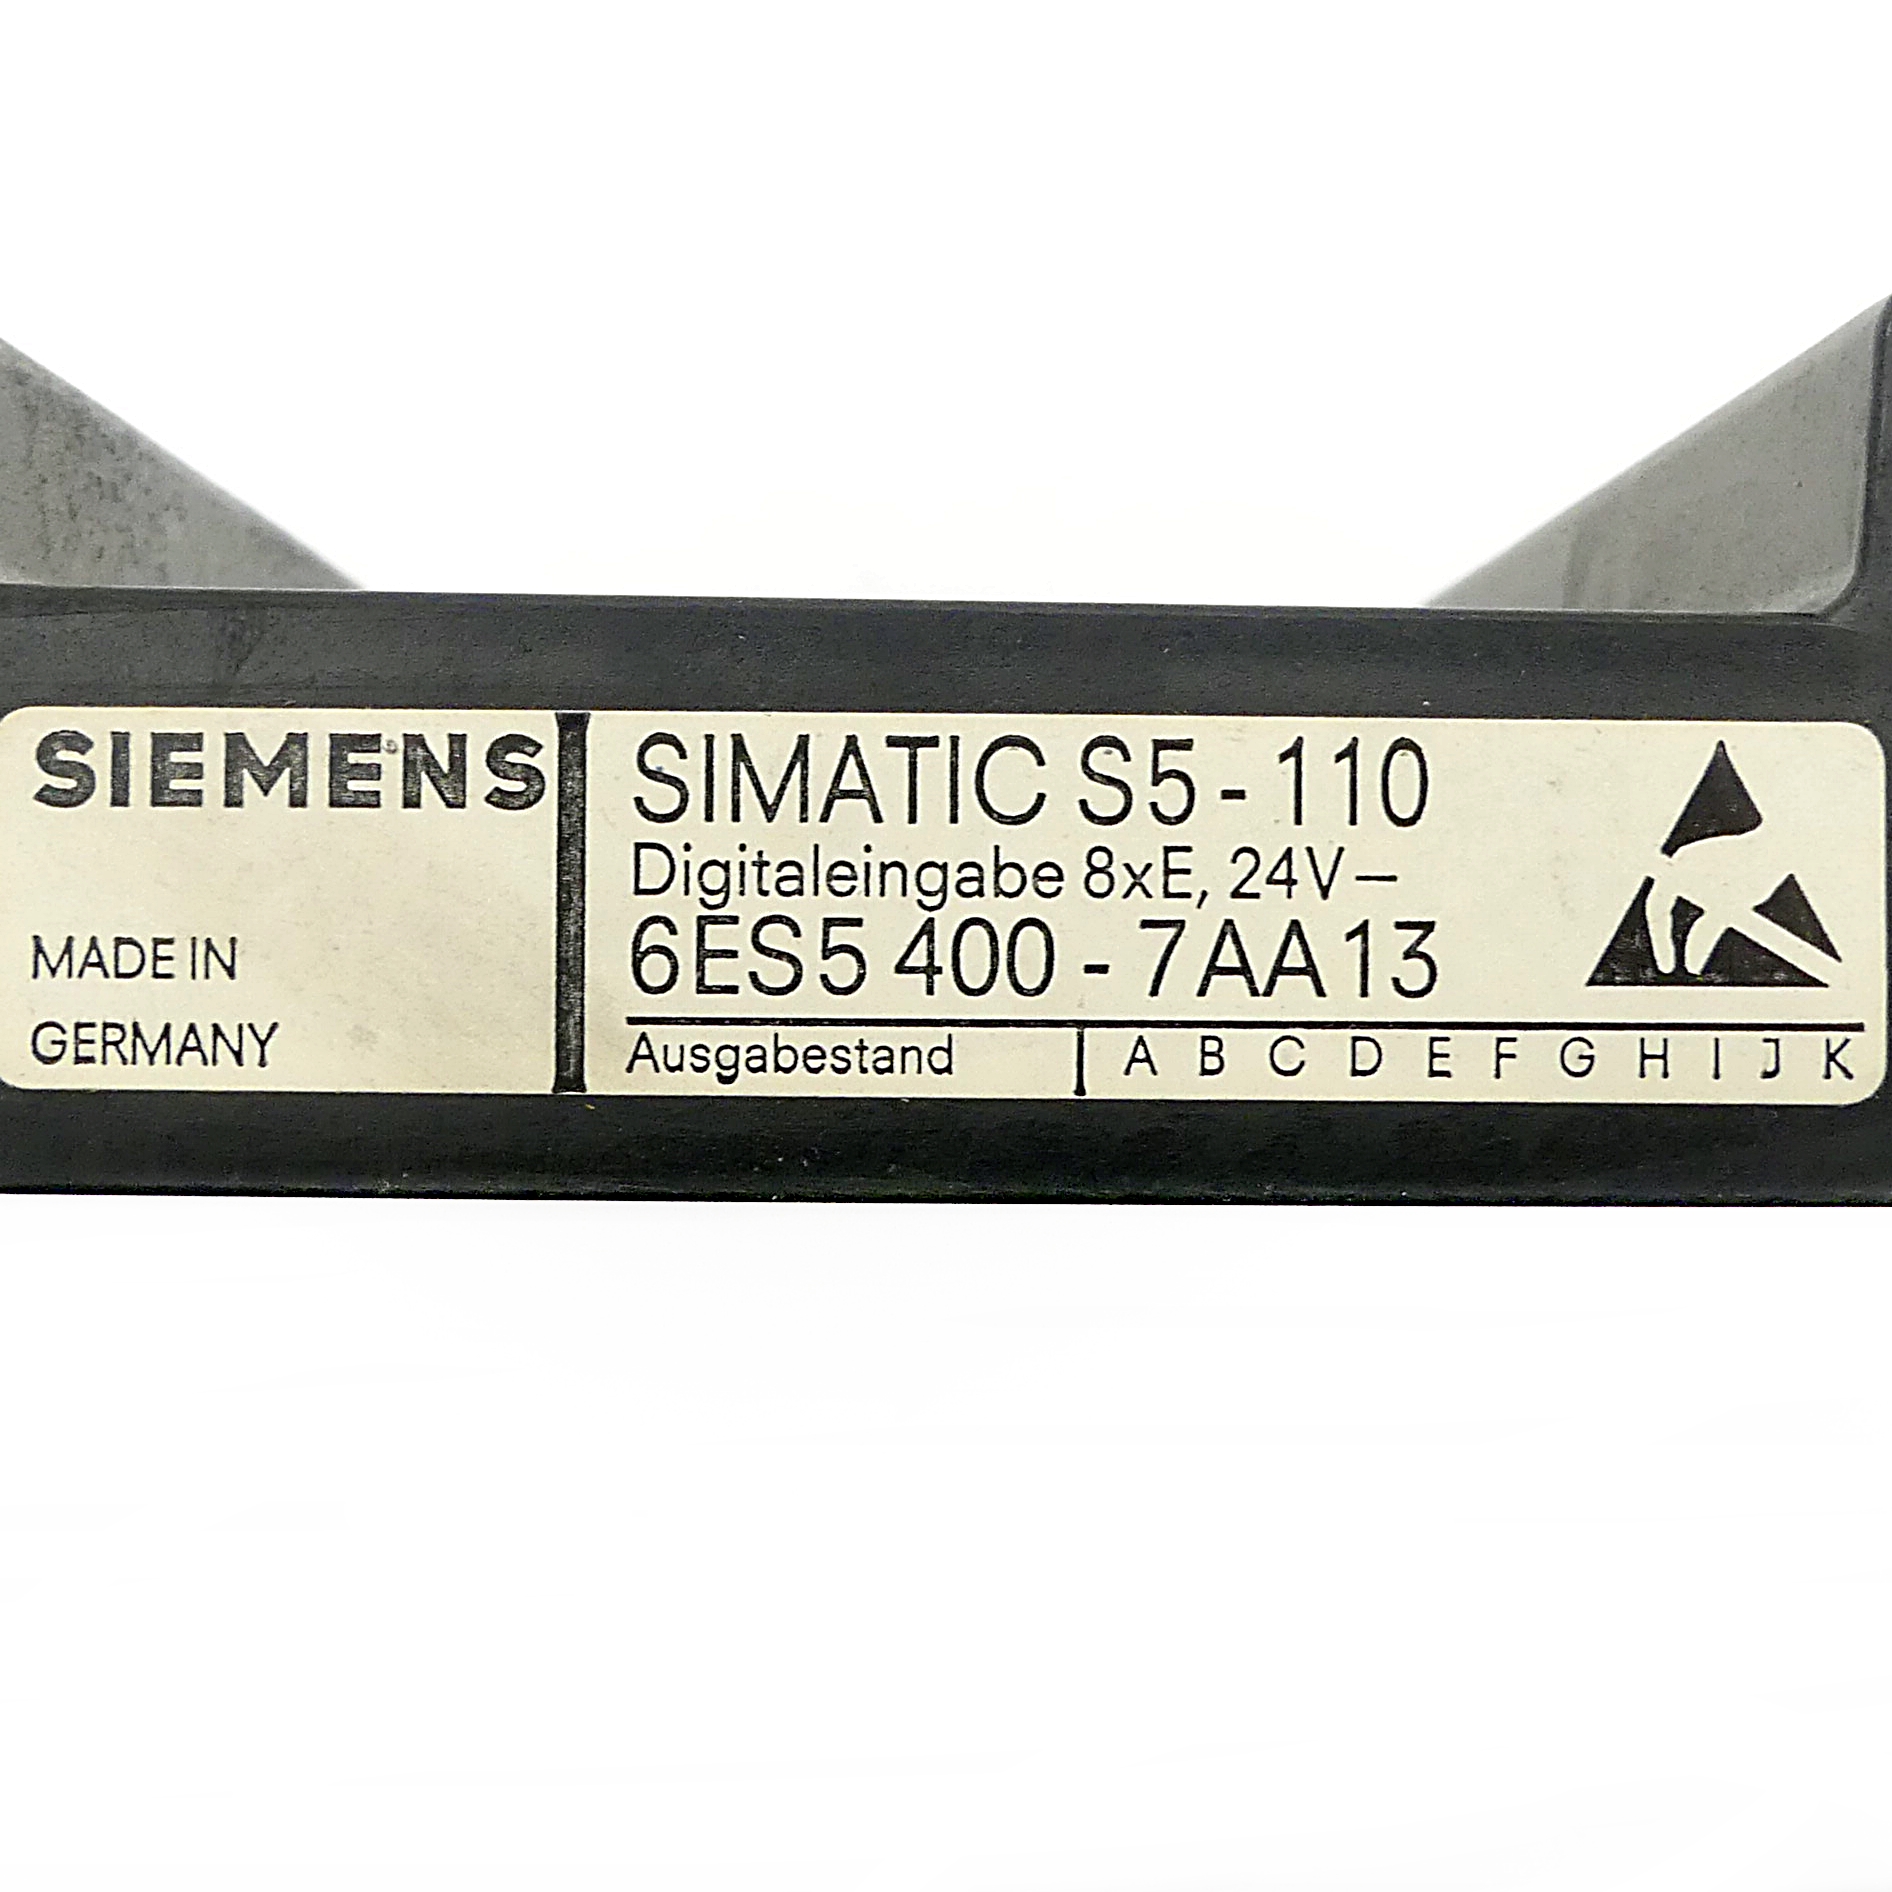 SIEMENS
MADE IN
GERMANY
SIMATIC S5-110
Digitaleingabe 8xE, 24V–
6ES5 400-7AA13
Ausgabestand A B C D E F G H I J K